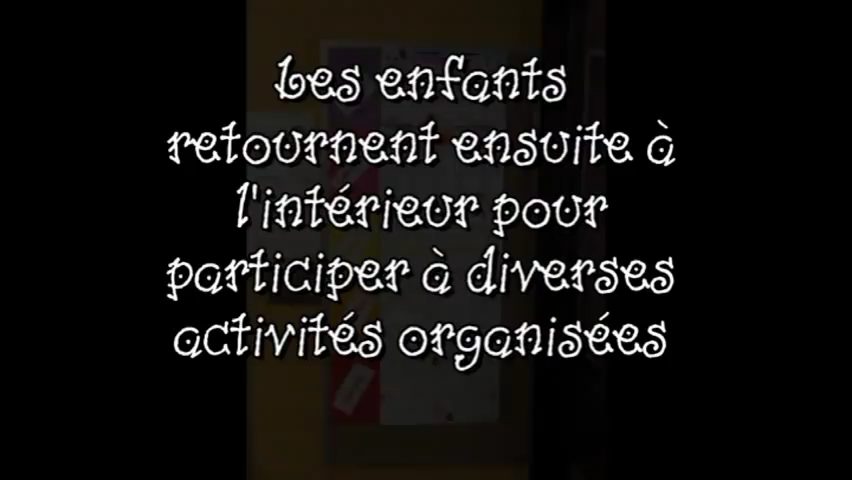 Les enfants
retournent ensuite à
l'intérieur pour
participer à diverses
activités organisées